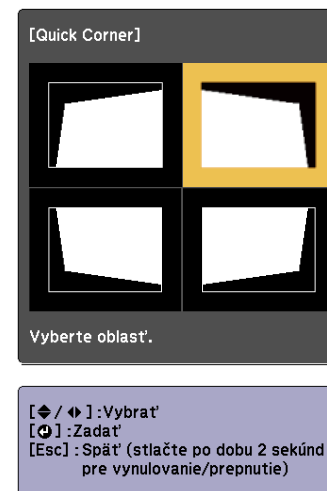 [Quick Corner]
Vyberte oblasť.
[◆/◆]:Vybrať
[↵]:Zadať
[Esc]:Späť (stlačte po dobu 2 sekúnd
pre vynulovanie/prepnutie)